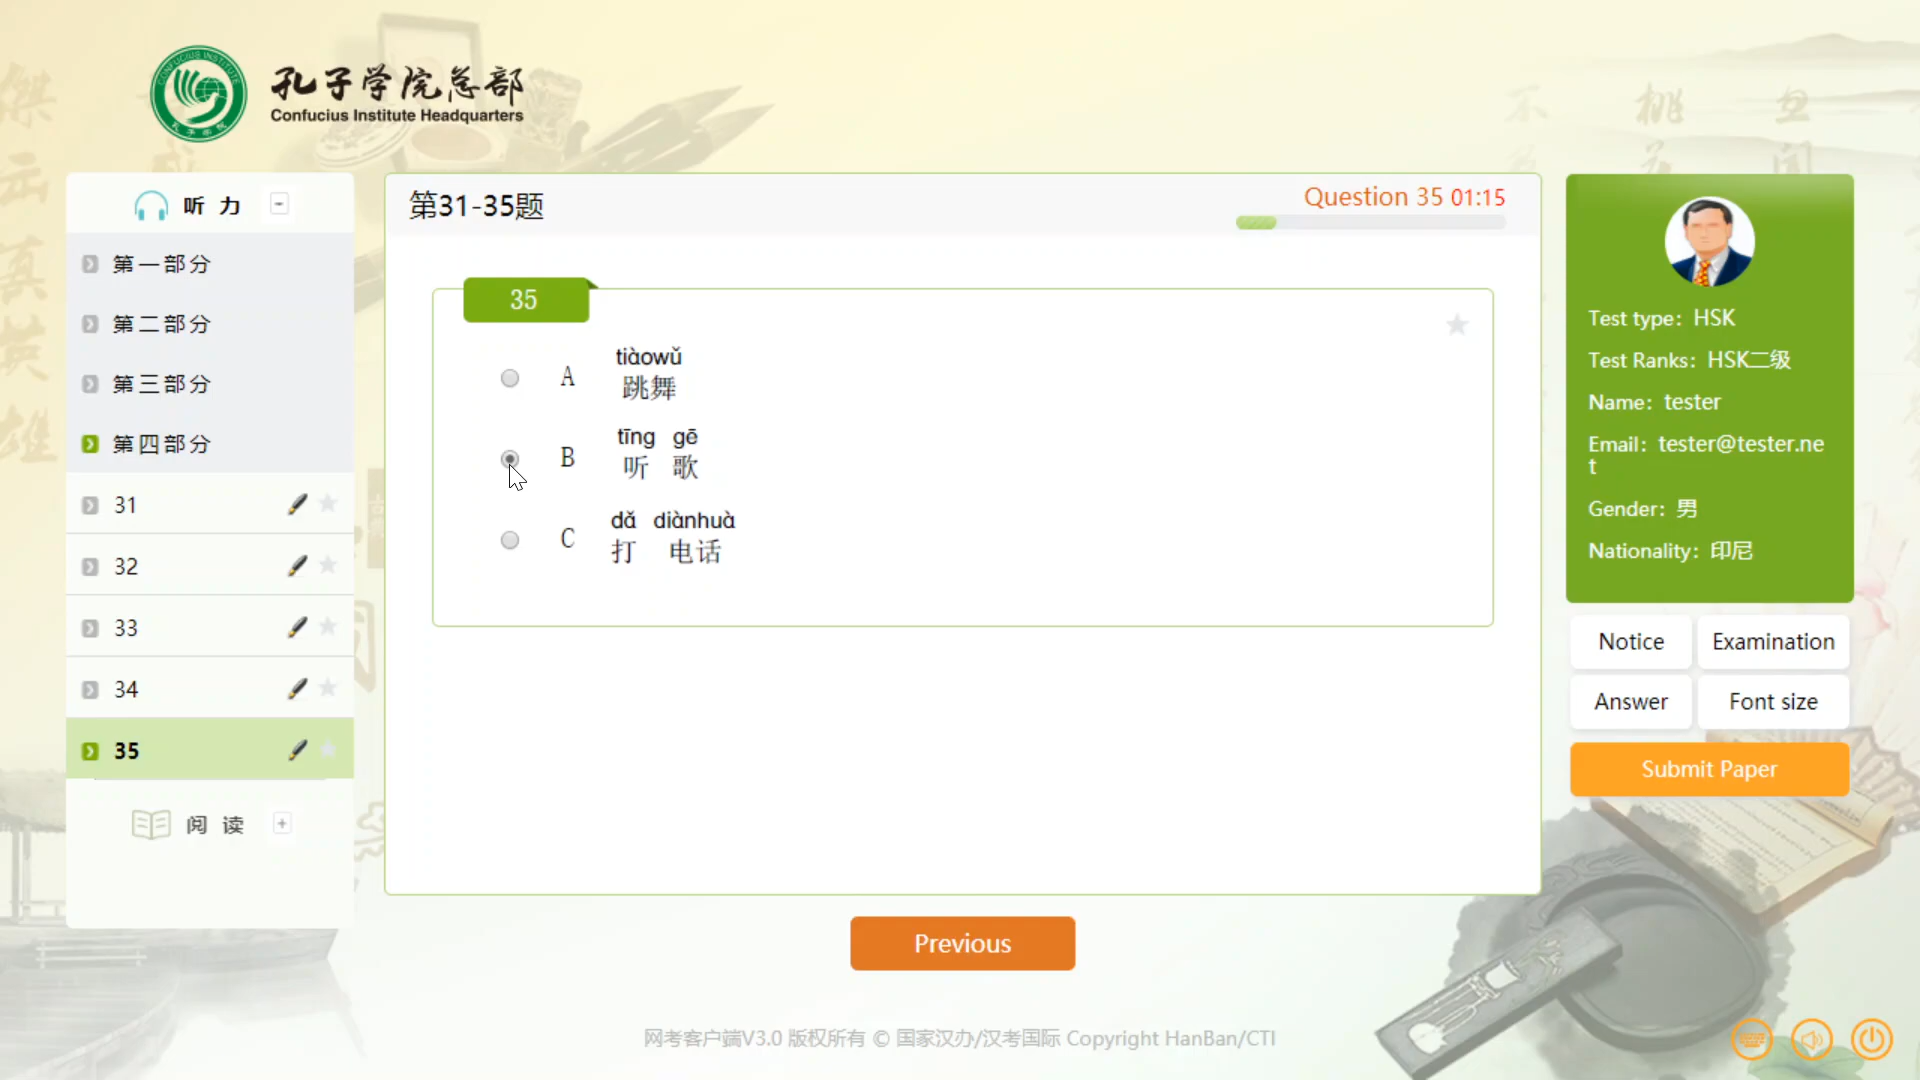 孔子学院总部
Confucius Institute Headquarters
听 力
第一部分
第二部分
第三部分
第四部分
31
32
33
34
35
阅 读
第31-35题
Question 35 01:15
35
A
tiàowǔ
跳舞
B
tīng gē
听 歌
C
dǎ diànhuà
打 电话
Previous
Test type: HSK
Test Ranks: HSK二级
Name: tester
Email: tester@tester.ne
t
Gender: 男
Nationality: 印尼
Notice
Examination
Answer
Font size
Submit Paper
网考客户端V3.0 版权所有 © 国家汉办/汉考国际 Copyright HanBan/CTI